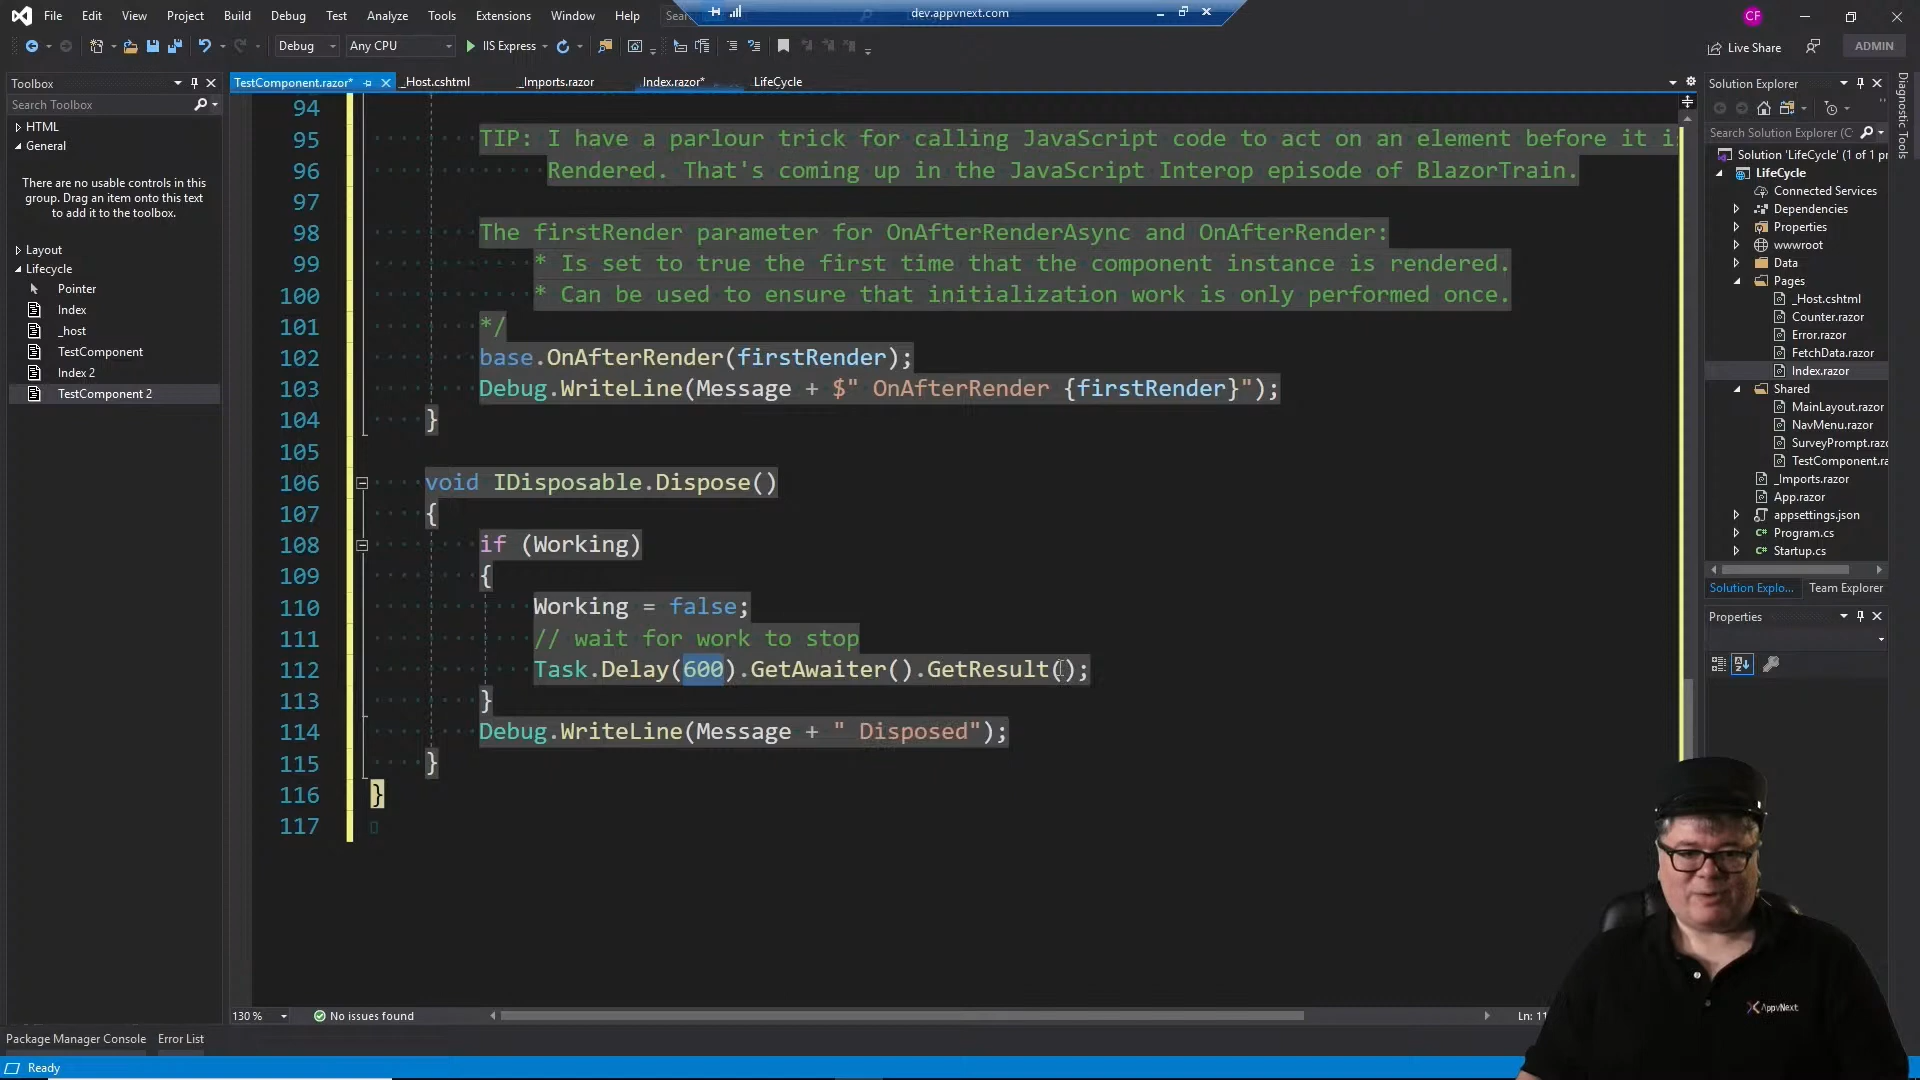 File Edit View Project Build Debug Test Analyze Tools Extensions Window Help
dev.appvnext.com
CF
Debug Any CPU IIS Express
Live Share
ADMIN
Toolbox
Search Toolbox
HTML
General
There are no usable controls in this
group. Drag an item onto this text
to add it to the toolbox.
Layout
Lifecycle
Pointer
Index
_host
TestComponent
Index 2
TestComponent 2
TestComponent.razor* _Host.cshtml _Imports.razor Index.razor* LifeCycle
94
95 TIP: I have a parlour trick for calling JavaScript code to act on an element before it i
96 Rendered. That's coming up in the JavaScript Interop episode of BlazorTrain.
97
98 The firstRender parameter for OnAfterRenderAsync and OnAfterRender:
99 * Is set to true the first time that the component instance is rendered.
100 * Can be used to ensure that initialization work is only performed once.
101 */
102 base.OnAfterRender(firstRender);
103 Debug.WriteLine(Message + $" OnAfterRender {firstRender}");
104 }
105
106 void IDisposable.Dispose()
107 {
108 if (Working)
109 {
110 Working = false;
111 // wait for work to stop
112 Task.Delay(600).GetAwaiter().GetResult();
113 }
114 Debug.WriteLine(Message + " Disposed");
115 }
116 }
117
130 % No issues found
Ln: 11
Package Manager Console Error List
Ready
Solution Explorer
Search Solution Explorer (C
Solution 'LifeCycle' (1 of 1 pr
LifeCycle
Connected Services
Dependencies
Properties
wwwroot
Data
Pages
_Host.cshtml
Counter.razor
Error.razor
FetchData.razor
Index.razor
Shared
MainLayout.razor
NavMenu.razor
SurveyPrompt.razo
TestComponent.ra
_Imports.razor
App.razor
appsettings.json
Program.cs
Startup.cs
Solution Explo... Team Explorer
Properties
Diagnostic Tools
AppvNext